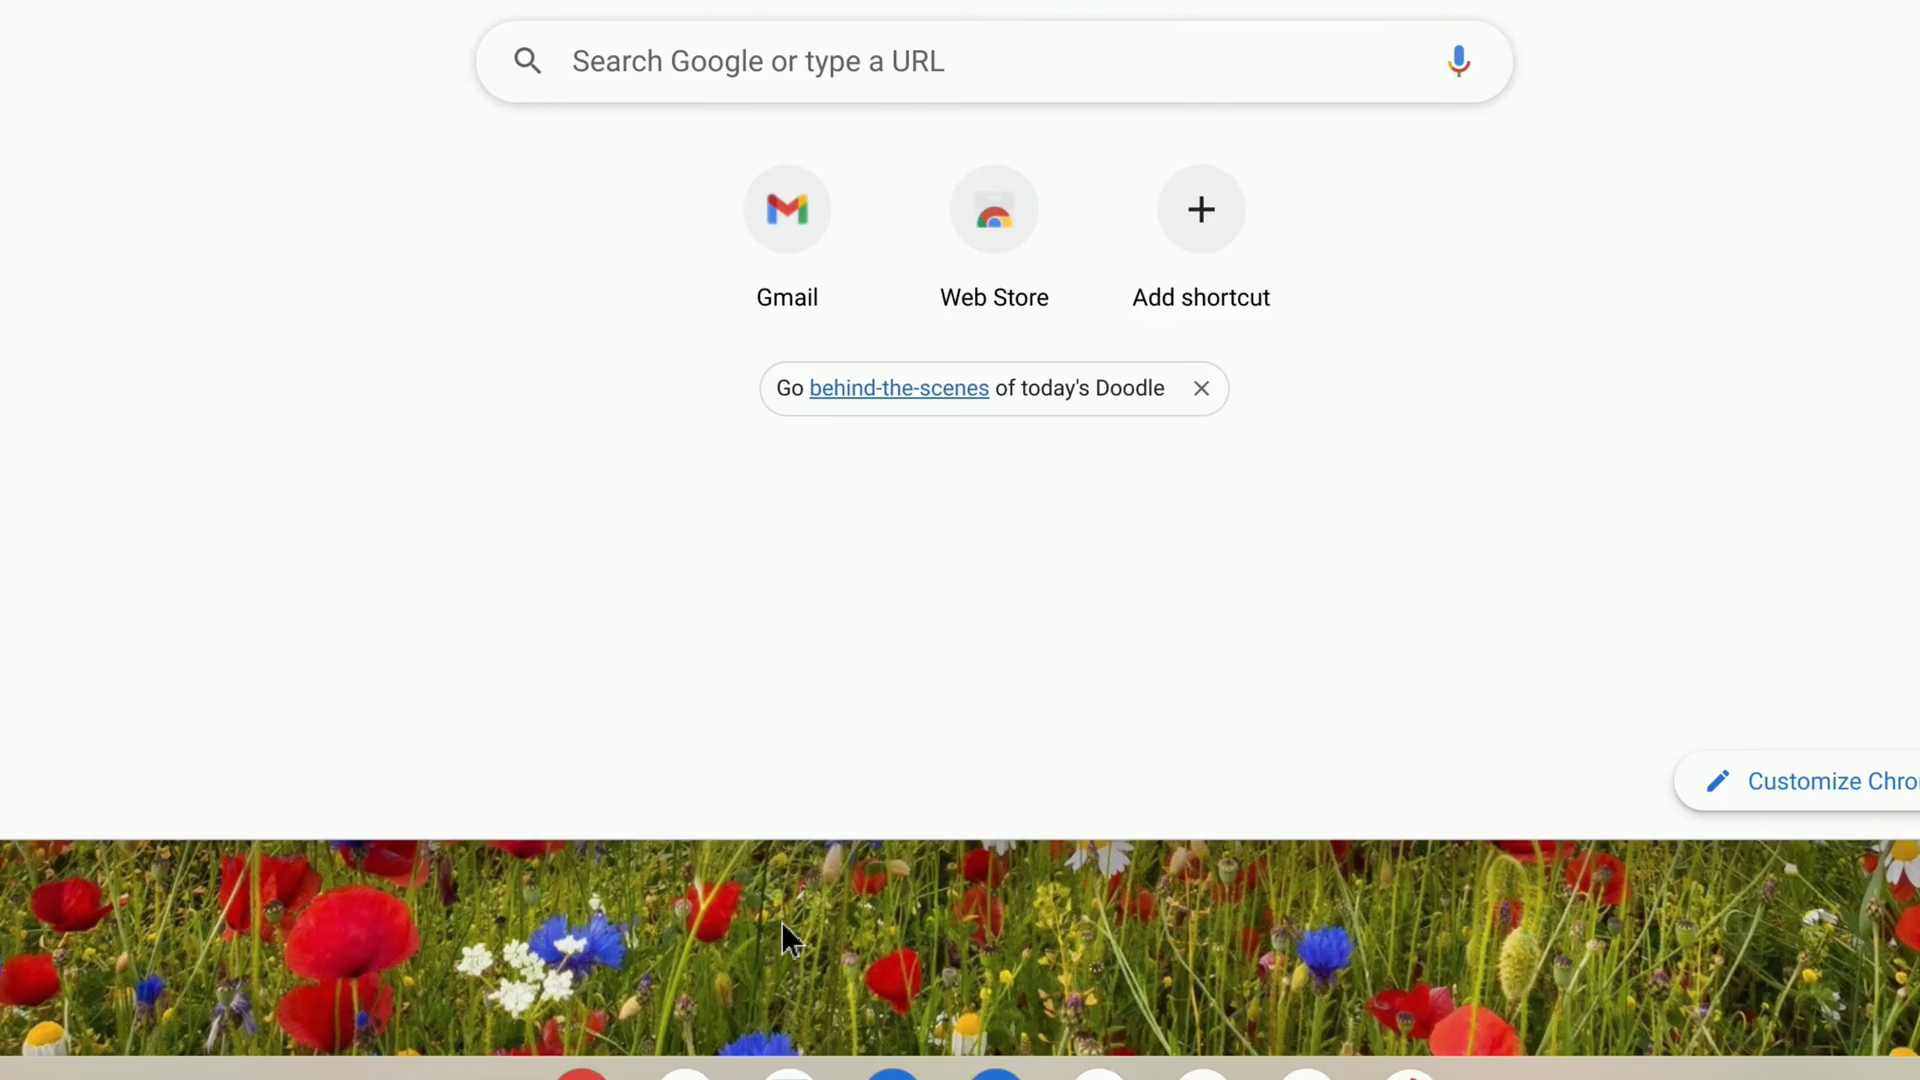 Search Google or type a URL
Gmail
Web Store
Add shortcut
Go behind-the-scenes of today's Doodle
Customize Chro